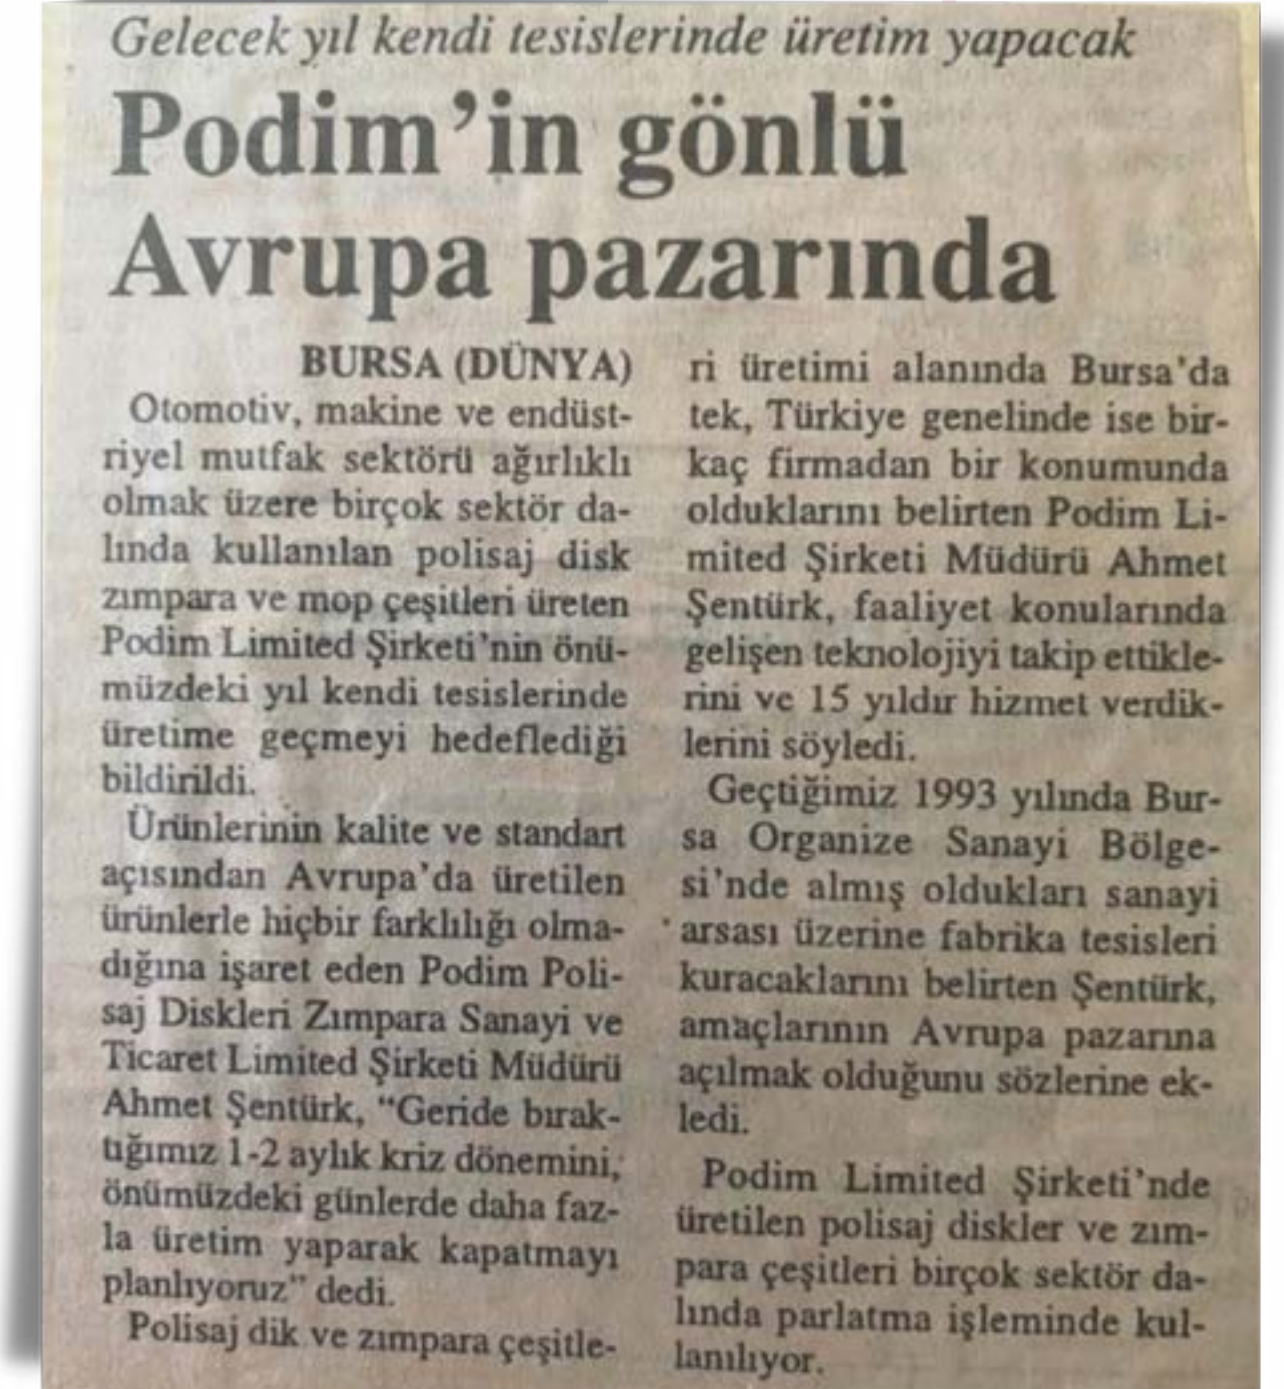 Gelecek yıl kendi tesislerinde üretim yapacak
Podim'in gönlü
Avrupa pazarında
BURSA (DÜNYA)
Otomotiv, makine ve endüst-
riyel mutfak sektörü ağırlıklı
olmak üzere birçok sektör da-
lında kullanılan polisaj disk
zımpara ve mop çeşitleri üreten
Podim Limited Şirketi'nin önü-
müzdeki yıl kendi tesislerinde
üretime geçmeyi hedeflediği
bildirildi.
Ürünlerinin kalite ve standart
açısından Avrupa'da üretilen
ürünlerle hiçbir farklılığı olma-
dığına işaret eden Podim Poli-
saj Diskleri Zımpara Sanayi ve
Ticaret Limited Şirketi Müdürü
Ahmet Şentürk, "Geride bırak-
tığımız 1-2 aylık kriz dönemini,
önümüzdeki günlerde daha faz-
la üretim yaparak kapatmayı
planlıyoruz" dedi.
Polisaj dik ve zımpara çeşitle-
ri üretimi alanında Bursa'da
tek, Türkiye genelinde ise bir-
kaç firmadan bir konumunda
olduklarını belirten Podim Li-
mited Şirketi Müdürü Ahmet
Şentürk, faaliyet konularında
gelişen teknolojiyi takip ettikle-
rini ve 15 yıldır hizmet verdik-
lerini söyledi.
Geçtiğimiz 1993 yılında Bur-
sa Organize Sanayi Bölge-
si'nde almış oldukları sanayi
arsası üzerine fabrika tesisleri
kuracaklarını belirten Şentürk,
amaçlarının Avrupa pazarına
açılmak olduğunu sözlerine ek-
ledi.
Podim Limited Şirketi'nde
üretilen polisaj diskler ve zım-
para çeşitleri birçok sektör da-
lında parlatma işleminde kul-
lanılıyor.